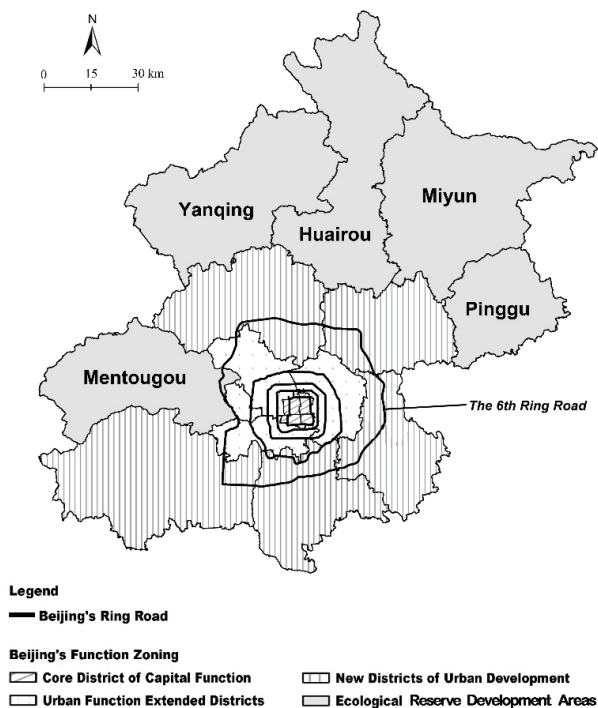 N
0 15 30 km
Yanqing
Huairou
Miyun
Pinggu
Mentougou
The 6th Ring Road
Legend
Beijing's Ring Road
Beijing's Function Zoning
Core District of Capital Function
New Districts of Urban Development
Urban Function Extended Districts
Ecological Reserve Development Areas